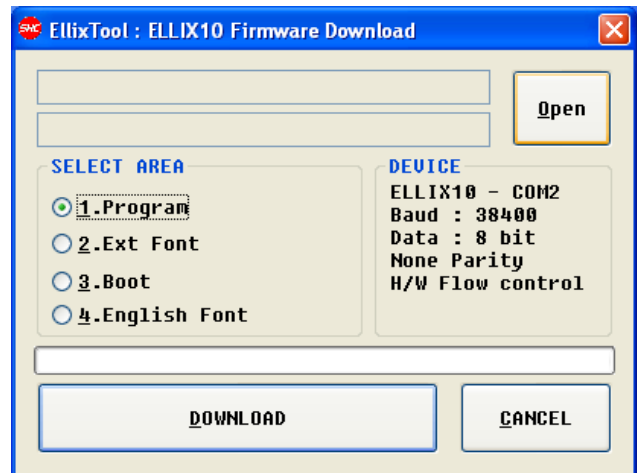 SWC EllixTool : ELLIX10 Firmware Download
Open
SELECT AREA
1.Program
2.Ext Font
3.Boot
4.English Font
DEVICE
ELLIX10 - COM2
Baud : 38400
Data : 8 bit
None Parity
H/W Flow control
DOWNLOAD
CANCEL